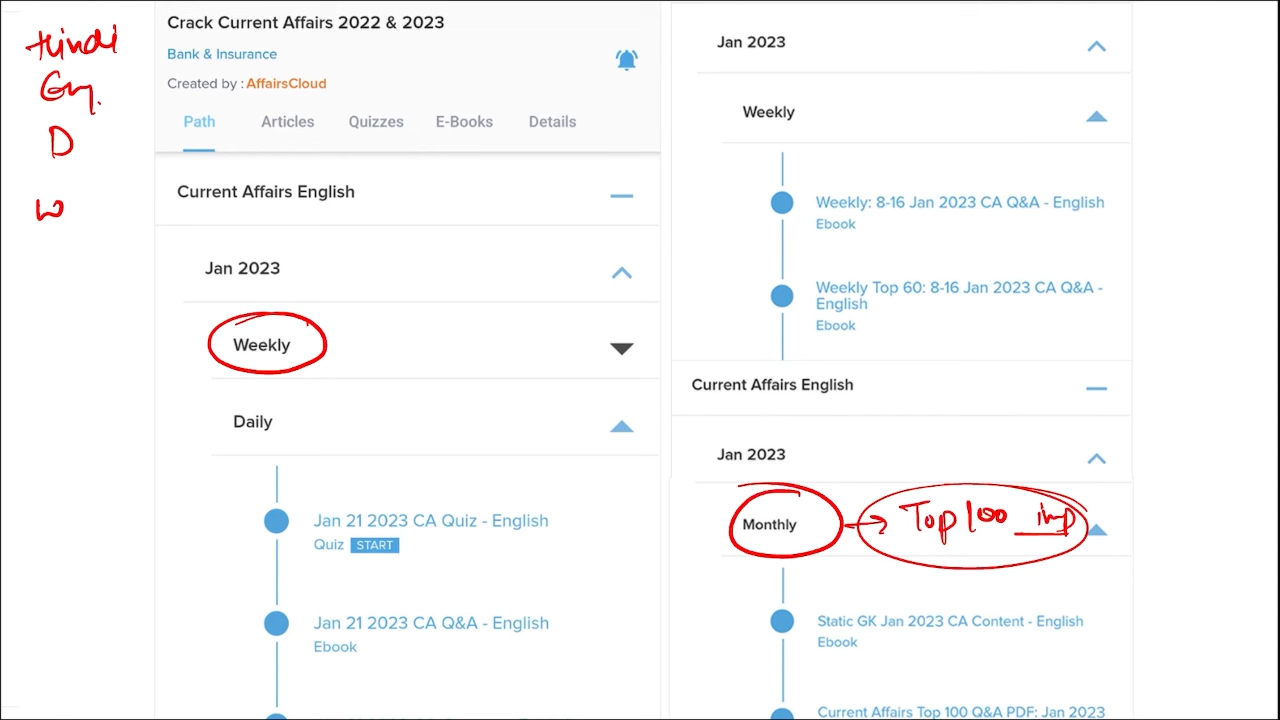 Hindi
D
W
Crack Current Affairs 2022 & 2023
Bank & Insurance
Created by : AffairsCloud
Path Articles Quizzes E-Books Details
Current Affairs English
Jan 2023
Weekly
Daily
Jan 21 2023 CA Quiz - English
Quiz START
Jan 21 2023 CA Q&A - English
Ebook
Jan 2023
Weekly
Weekly: 8-16 Jan 2023 CA Q&A - English
Ebook
Weekly Top 60: 8-16 Jan 2023 CA Q&A -
English
Ebook
Current Affairs English
Jan 2023
Monthly → Top 100 imp
Static GK Jan 2023 CA Content - English
Ebook
Current Affairs Top 100 Q&A PDF: Jan 2023